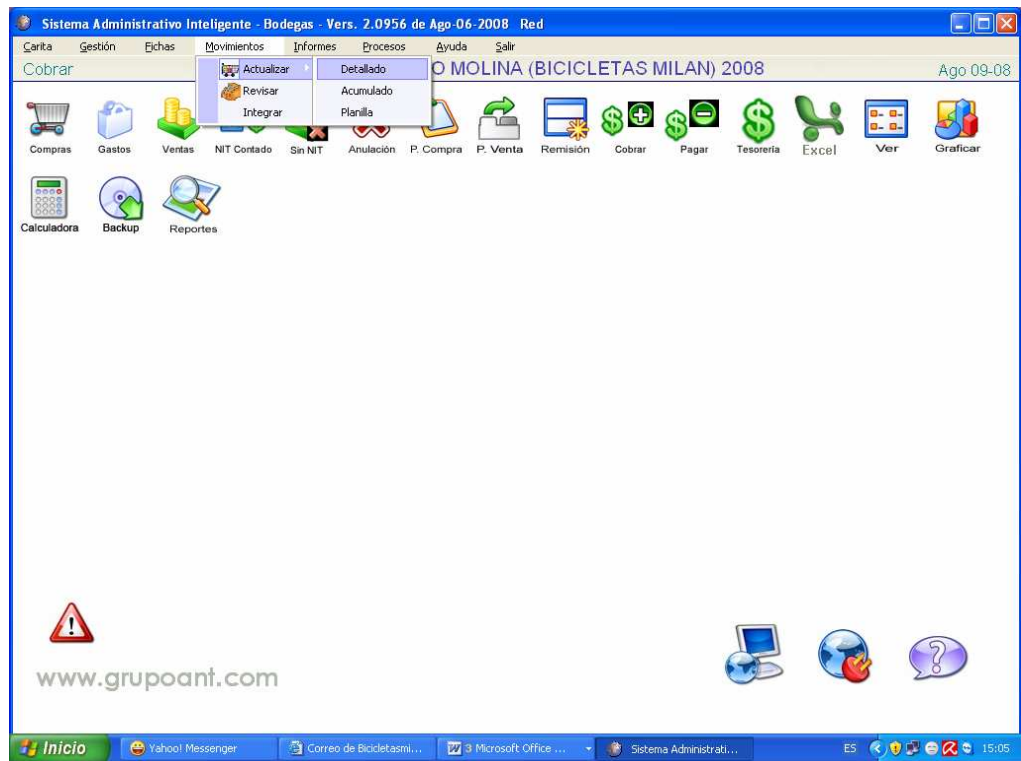 Sistema Administrativo Inteligente - Bodegas - Vers. 2.0956 de Ago-06-2008 Red
Carita Gestión Fichas Movimientos Informes Procesos Ayuda Salir
Cobrar O MOLINA (BICICLETAS MILAN) 2008 Ago 09-08
Actualizar Detallado
Revisar Acumulado
Integrar Planilla
Compras Gastos Ventas NIT Contado Sin NIT Anulación P. Compra P. Venta Remisión Cobrar Pagar Tesorería Excel Ver Graficar
Calculadora Backup Reportes
www.grupoant.com
Inicio Yahoo! Messenger Correo de Bicicletasmi... 3 Microsoft Office ... Sistema Administrati... ES 15:05